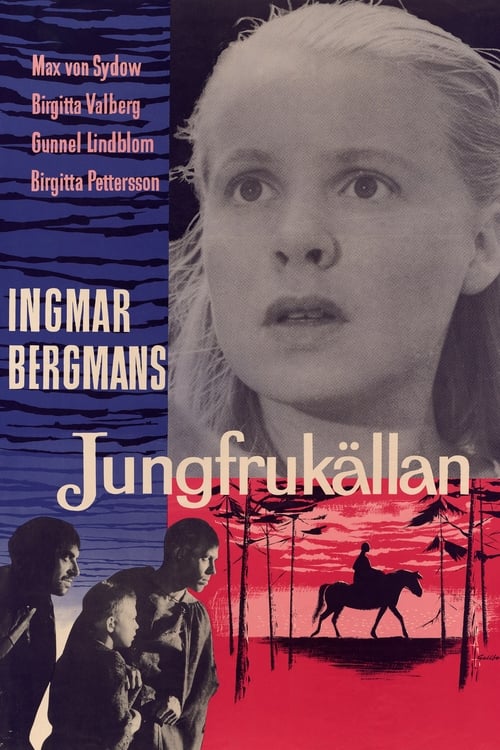 Max von Sydow
Birgitta Valberg
Gunnel Lindblom
Birgitta Pettersson
INGMAR
BERGMANS
Jungfrukällan